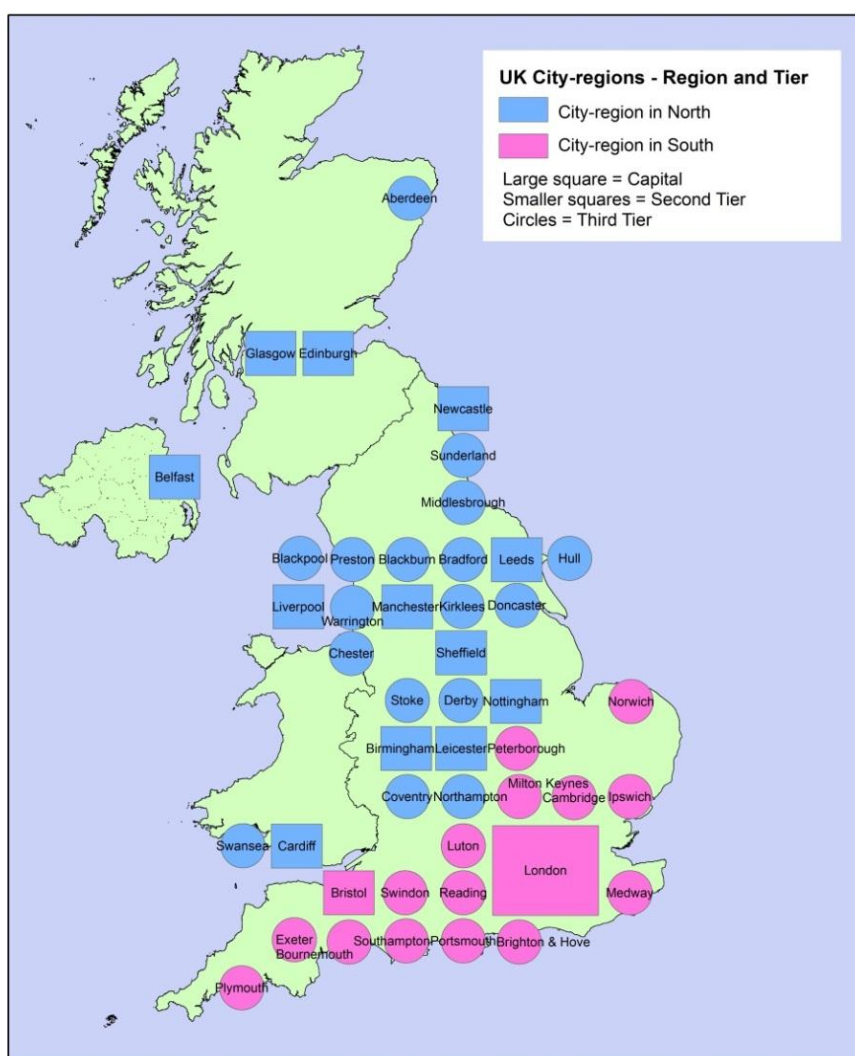 UK City-regions - Region and Tier
City-region in North
City-region in South
Large square = Capital
Smaller squares = Second Tier
Circles = Third Tier
Aberdeen
Glasgow
Edinburgh
Newcastle
Sunderland
Belfast
Middlesbrough
Blackpool
Preston
Blackburn
Bradford
Leeds
Hull
Liverpool
Warrington
Manchester
Kirklees
Doncaster
Chester
Sheffield
Stoke
Derby
Nottingham
Norwich
Birmingham
Leicester
Peterborough
Coventry
Northampton
Milton Keynes
Cambridge
Ipswich
Swansea
Cardiff
Luton
London
Bristol
Swindon
Reading
Medway
Exeter
Bournemouth
Southampton
Portsmouth
Brighton & Hove
Plymouth